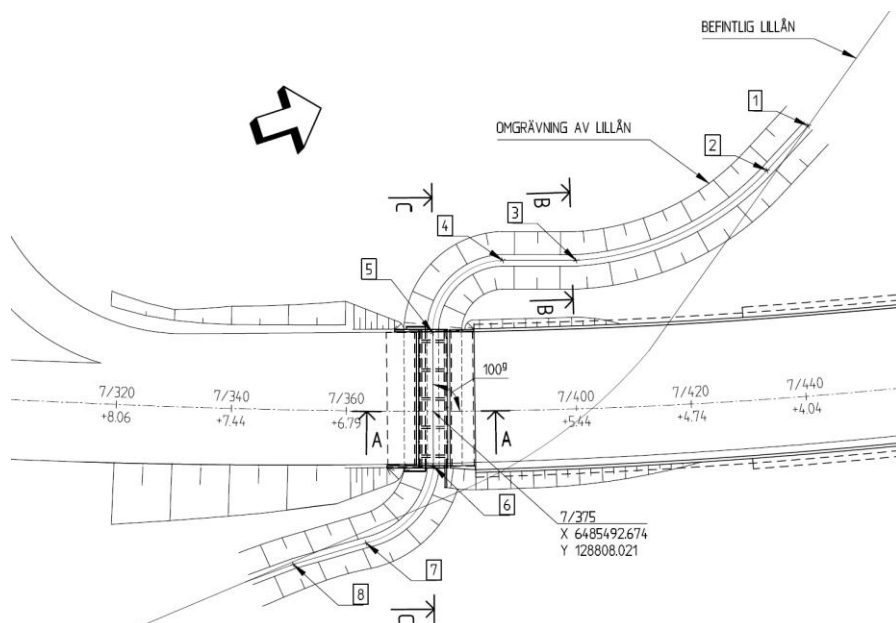 BEFINTLIG LILLÅN
1
OMGRÄVNING AV LILLÅN
2
C
B
3
4
5
B
100g
7/320
+8.06
7/340
+7.44
7/360
+6.79
7/400
+5.44
7/420
+4.74
7/440
+4.04
A
A
6
7/375
X 6485492.674
Y 128808.021
7
8
C